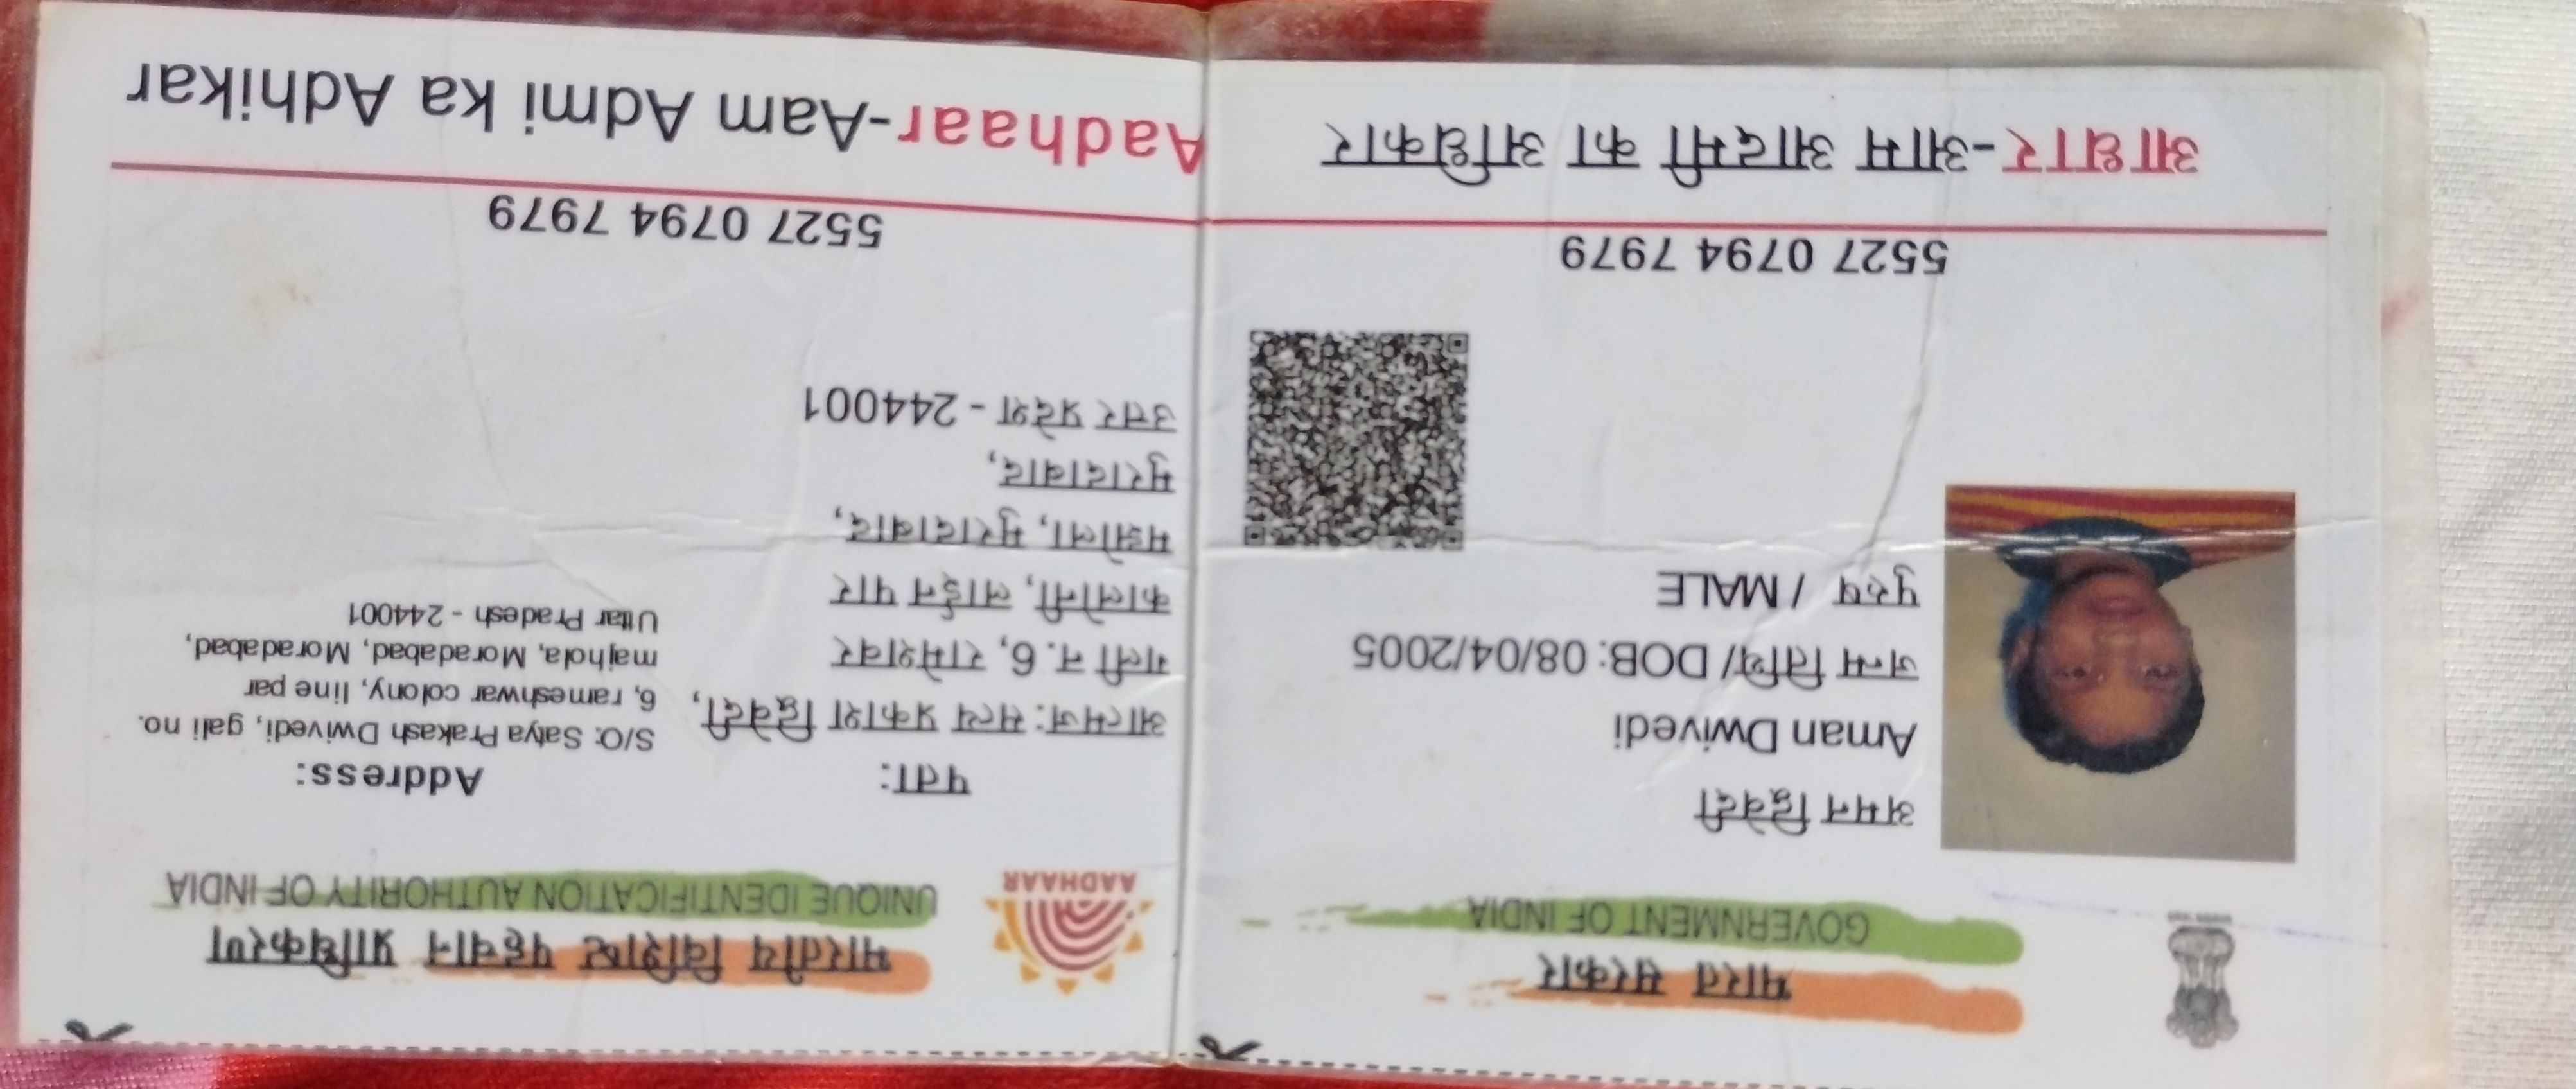 भारत सरकार
GOVERNMENT OF INDIA
अमन द्विवेदी
Aman Dwivedi
जन्म तिथि/ DOB: 08/04/2005
पुरुष / MALE
5527 0794 7979
आधार-आम आदमी का अधिकार
भारतीय विशिष्ट पहचान प्राधिकरण
UNIQUE IDENTIFICATION AUTHORITY OF INDIA
AADHAAR
पता:
आत्मज: सत्य प्रकाश द्विवेदी,
गली न. 6, रामेशवर
कालोनी, लाईन पार
मझोला, मुरादाबाद,
मुरादाबाद,
उत्तर प्रदेश - 244001
Address:
S/O: Satya Prakash Dwivedi, gali no.
6, rameshwar colony, line par
majhola, Moradabad, Moradabad,
Uttar Pradesh - 244001
5527 0794 7979
Aadhaar-Aam Admi ka Adhikar